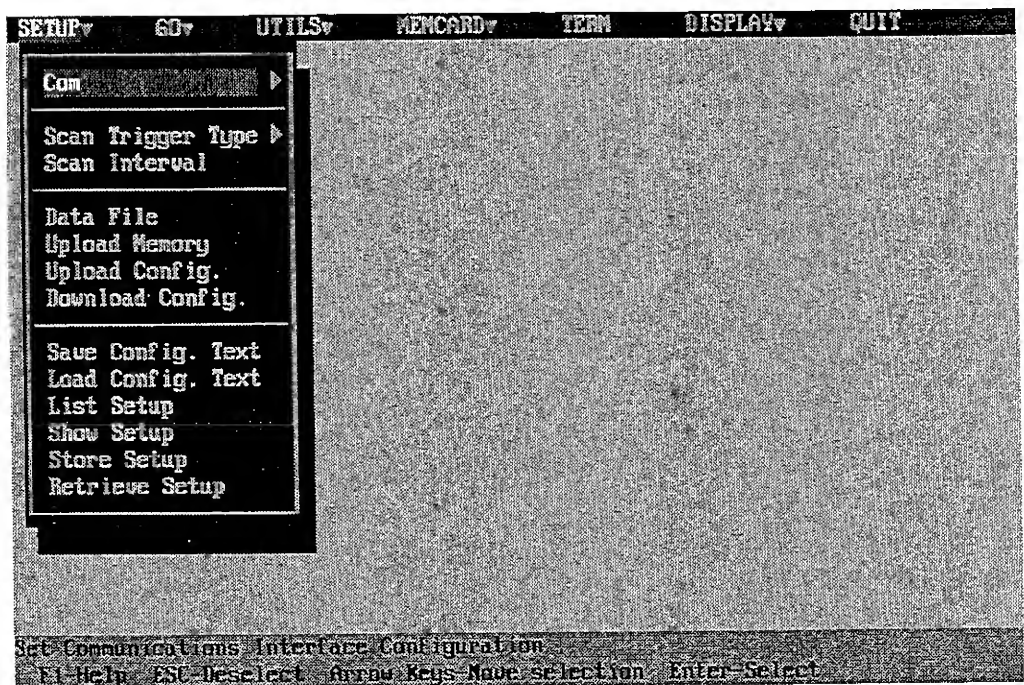 SETUP▼ GO▼ UTILS▼ MEMCARD▼ TERM DISPLAY▼ QUIT
Com ▶
Scan Trigger Type ▶
Scan Interval
Data File
Upload Memory
Upload Config.
Download Config.
Save Config. Text
Load Config. Text
List Setup
Show Setup
Store Setup
Retrieve Setup
Set Communications Interface Configuration
F1-Help ESC-Deselect Arrow Keys-Move selection Enter-Select